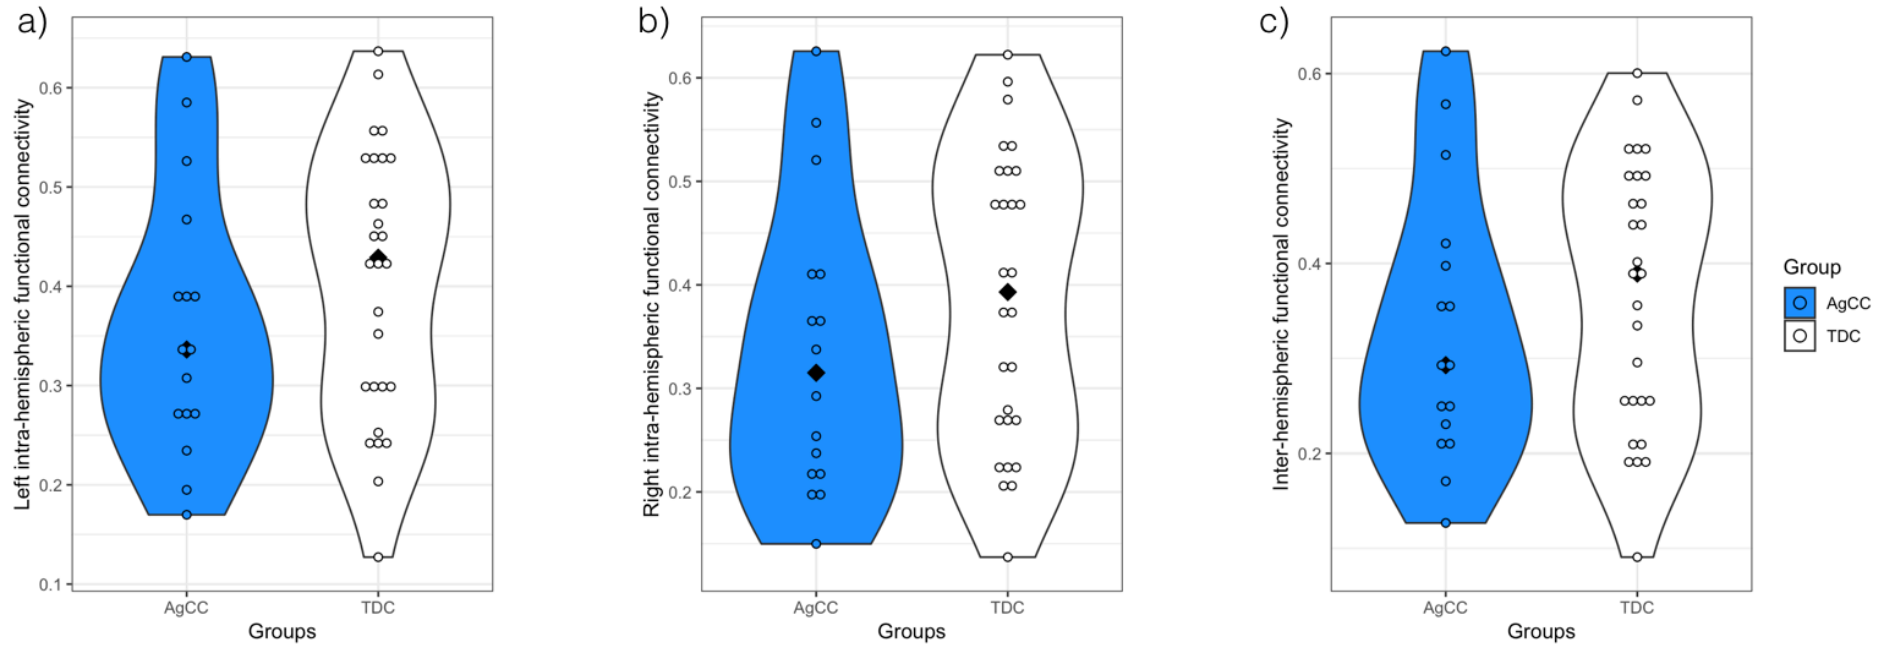 a)
Left intra-hemispheric functional connectivity
0.6
0.5
0.4
0.3
0.2
0.1
AgCC
TDC
Groups
b)
Right intra-hemispheric functional connectivity
0.6
0.5
0.4
0.3
0.2
AgCC
TDC
Groups
c)
Inter-hemispheric functional connectivity
0.6
0.4
0.2
AgCC
TDC
Groups
Group
AgCC
TDC